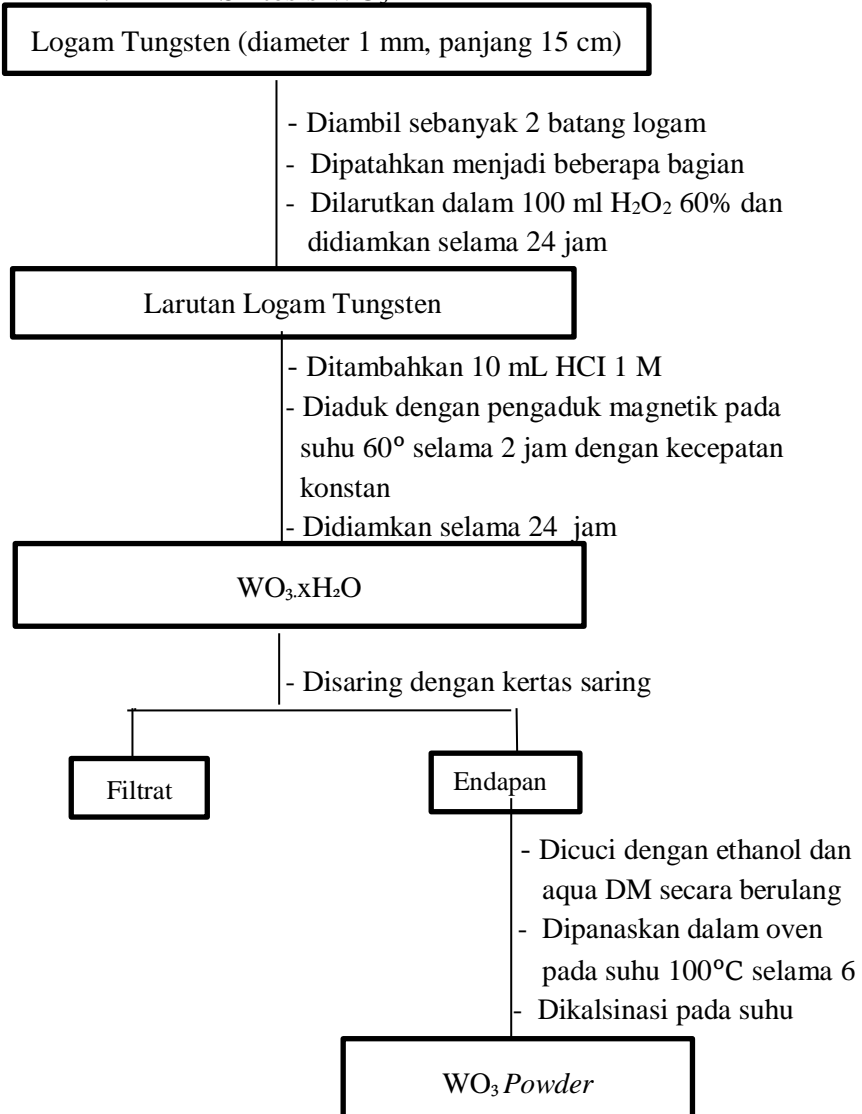 Logam Tungsten (diameter 1 mm, panjang 15 cm)
- Diambil sebanyak 2 batang logam
- Dipatahkan menjadi beberapa bagian
- Dilarutkan dalam 100 ml H₂O₂ 60% dan
didiamkan selama 24 jam
Larutan Logam Tungsten
- Ditambahkan 10 mL HCI 1 M
- Diaduk dengan pengaduk magnetik pada
suhu 60° selama 2 jam dengan kecepatan
konstan
- Didiamkan selama 24 jam
WO₃.xH₂O
- Disaring dengan kertas saring
Filtrat
Endapan
- Dicuci dengan ethanol dan
aqua DM secara berulang
- Dipanaskan dalam oven
pada suhu 100°C selama 6
- Dikalsinasi pada suhu
WO₃ Powder